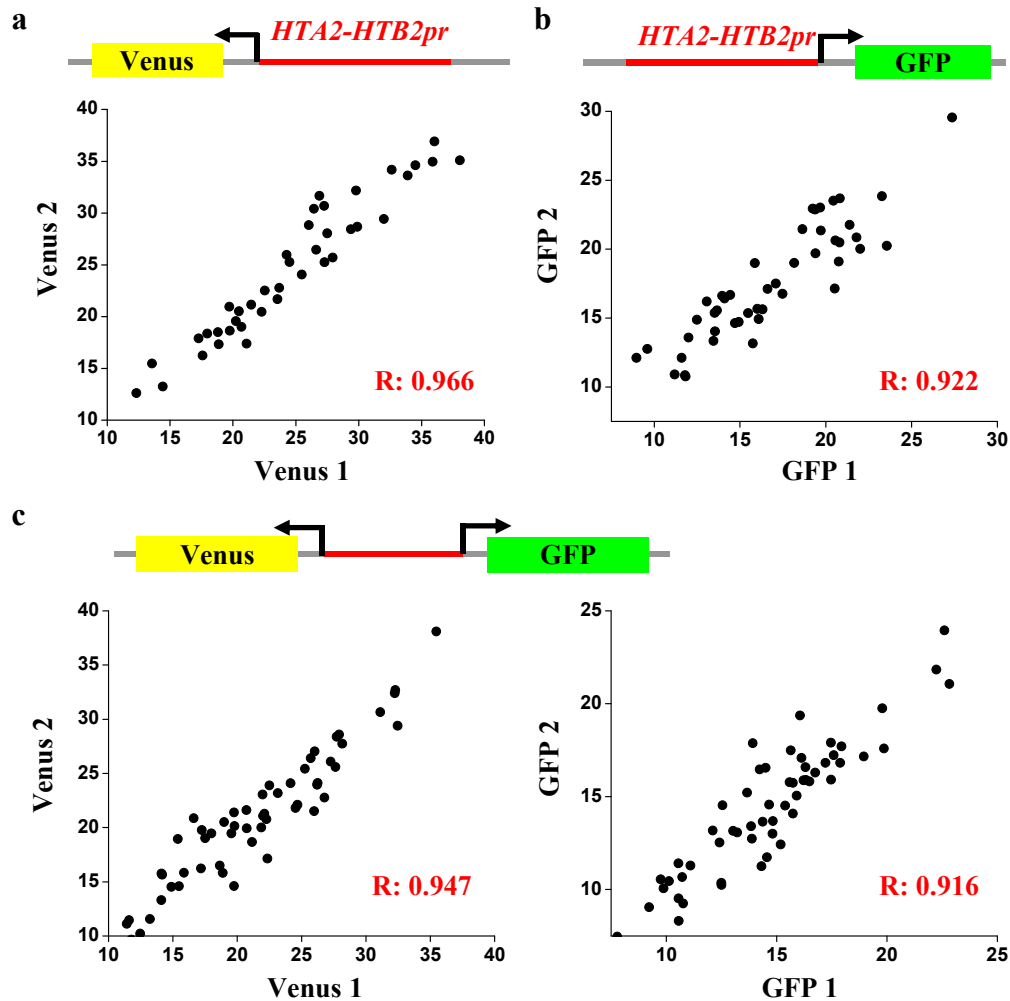 a
HTA2-HTB2pr
Venus
40
35
30
25
20
15
10
Venus 2
R: 0.966
10 15 20 25 30 35 40
Venus 1
b
HTA2-HTB2pr
GFP
30
25
20
15
10
GFP 2
R: 0.922
10 15 20 25 30
GFP 1
c
Venus
GFP
40
35
30
25
20
15
10
Venus 2
R: 0.947
10 15 20 25 30 35 40
Venus 1
25
20
15
10
GFP 2
R: 0.916
10 15 20 25
GFP 1